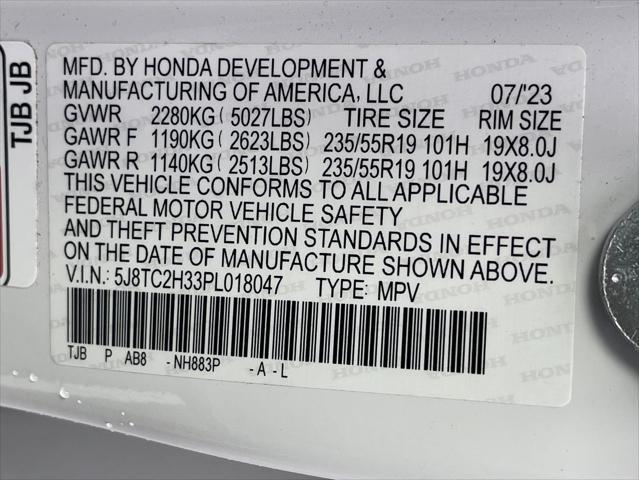 TJB JB
MFD. BY HONDA DEVELOPMENT &
MANUFACTURING OF AMERICA, LLC 07/'23
GVWR 2280KG( 5027LBS) TIRE SIZE RIM SIZE
GAWR F 1190KG( 2623LBS) 235/55R19 101H 19X8.0J
GAWR R 1140KG( 2513LBS) 235/55R19 101H 19X8.0J
THIS VEHICLE CONFORMS TO ALL APPLICABLE
FEDERAL MOTOR VEHICLE SAFETY
AND THEFT PREVENTION STANDARDS IN EFFECT
ON THE DATE OF MANUFACTURE SHOWN ABOVE.
V.I.N.: 5J8TC2H33PL018047 TYPE: MPV
TJB P AB8 -NH883P -A-L